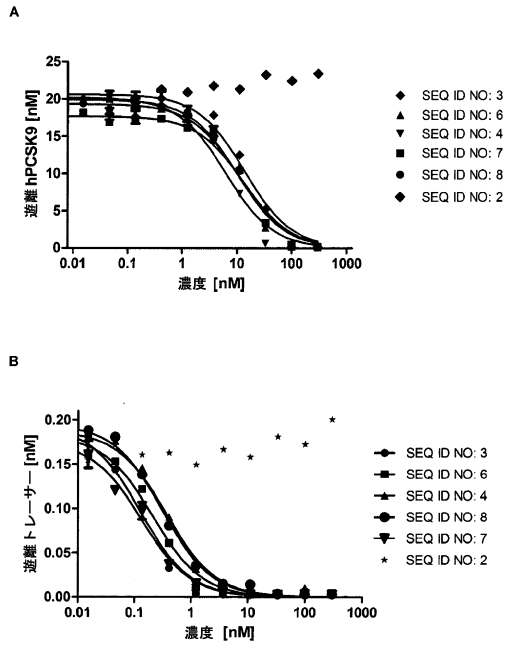 A
遊離 hPCSK9 [nM]
25
20
15
10
5
0
0.01 0.1 1 10 100 1000
濃度 [nM]
SEQ ID NO: 3
SEQ ID NO: 6
SEQ ID NO: 4
SEQ ID NO: 7
SEQ ID NO: 8
SEQ ID NO: 2
B
遊離トレーサー [nM]
0.20
0.15
0.10
0.05
0.00
0.01 0.1 1 10 100 1000
濃度 [nM]
SEQ ID NO: 3
SEQ ID NO: 6
SEQ ID NO: 4
SEQ ID NO: 8
SEQ ID NO: 7
SEQ ID NO: 2